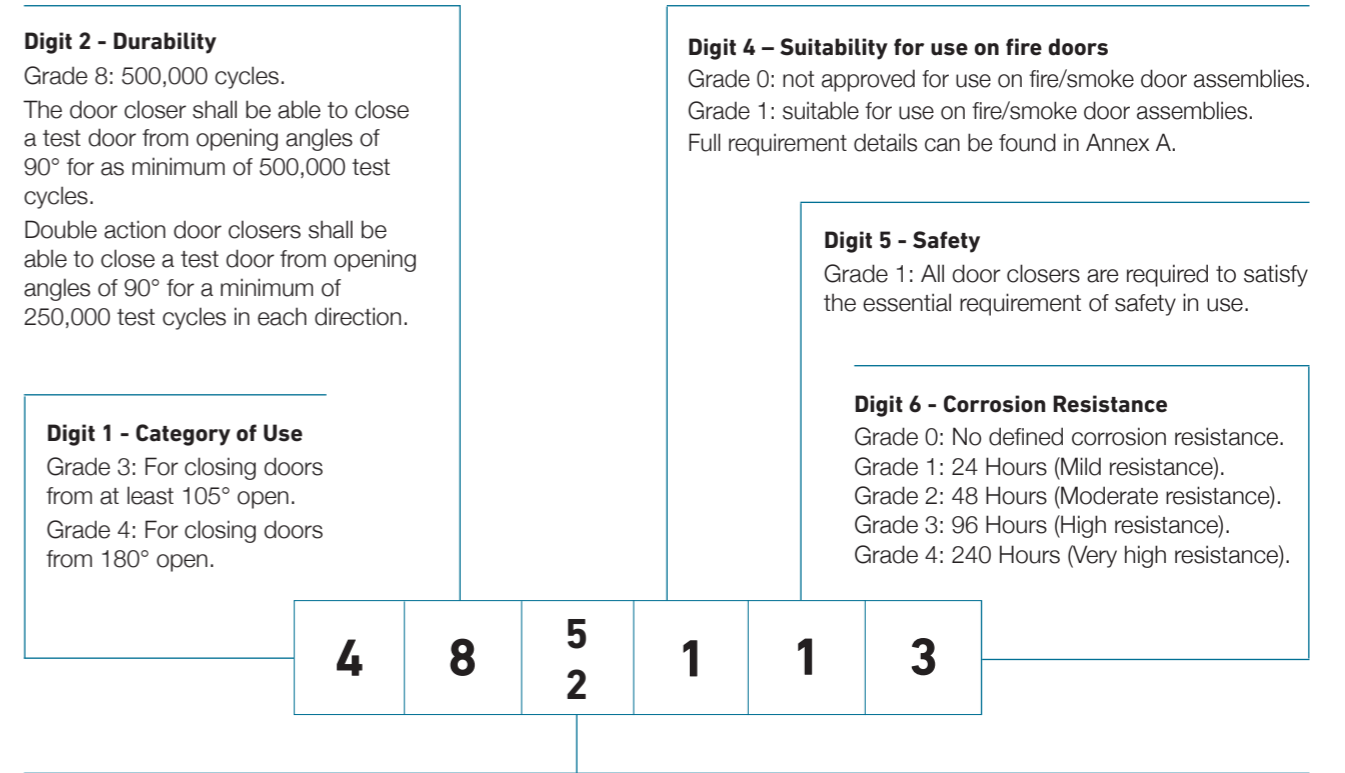 Digit 2 - Durability
Grade 8: 500,000 cycles.
The door closer shall be able to close
a test door from opening angles of
90° for as minimum of 500,000 test
cycles.
Double action door closers shall be
able to close a test door from opening
angles of 90° for a minimum of
250,000 test cycles in each direction.
Digit 4 – Suitability for use on fire doors
Grade 0: not approved for use on fire/smoke door assemblies.
Grade 1: suitable for use on fire/smoke door assemblies.
Full requirement details can be found in Annex A.
Digit 5 - Safety
Grade 1: All door closers are required to satisfy
the essential requirement of safety in use.
Digit 1 - Category of Use
Grade 3: For closing doors
from at least 105° open.
Grade 4: For closing doors
from 180° open.
Digit 6 - Corrosion Resistance
Grade 0: No defined corrosion resistance.
Grade 1: 24 Hours (Mild resistance).
Grade 2: 48 Hours (Moderate resistance).
Grade 3: 96 Hours (High resistance).
Grade 4: 240 Hours (Very high resistance).
4
8
5
2
1
1
3